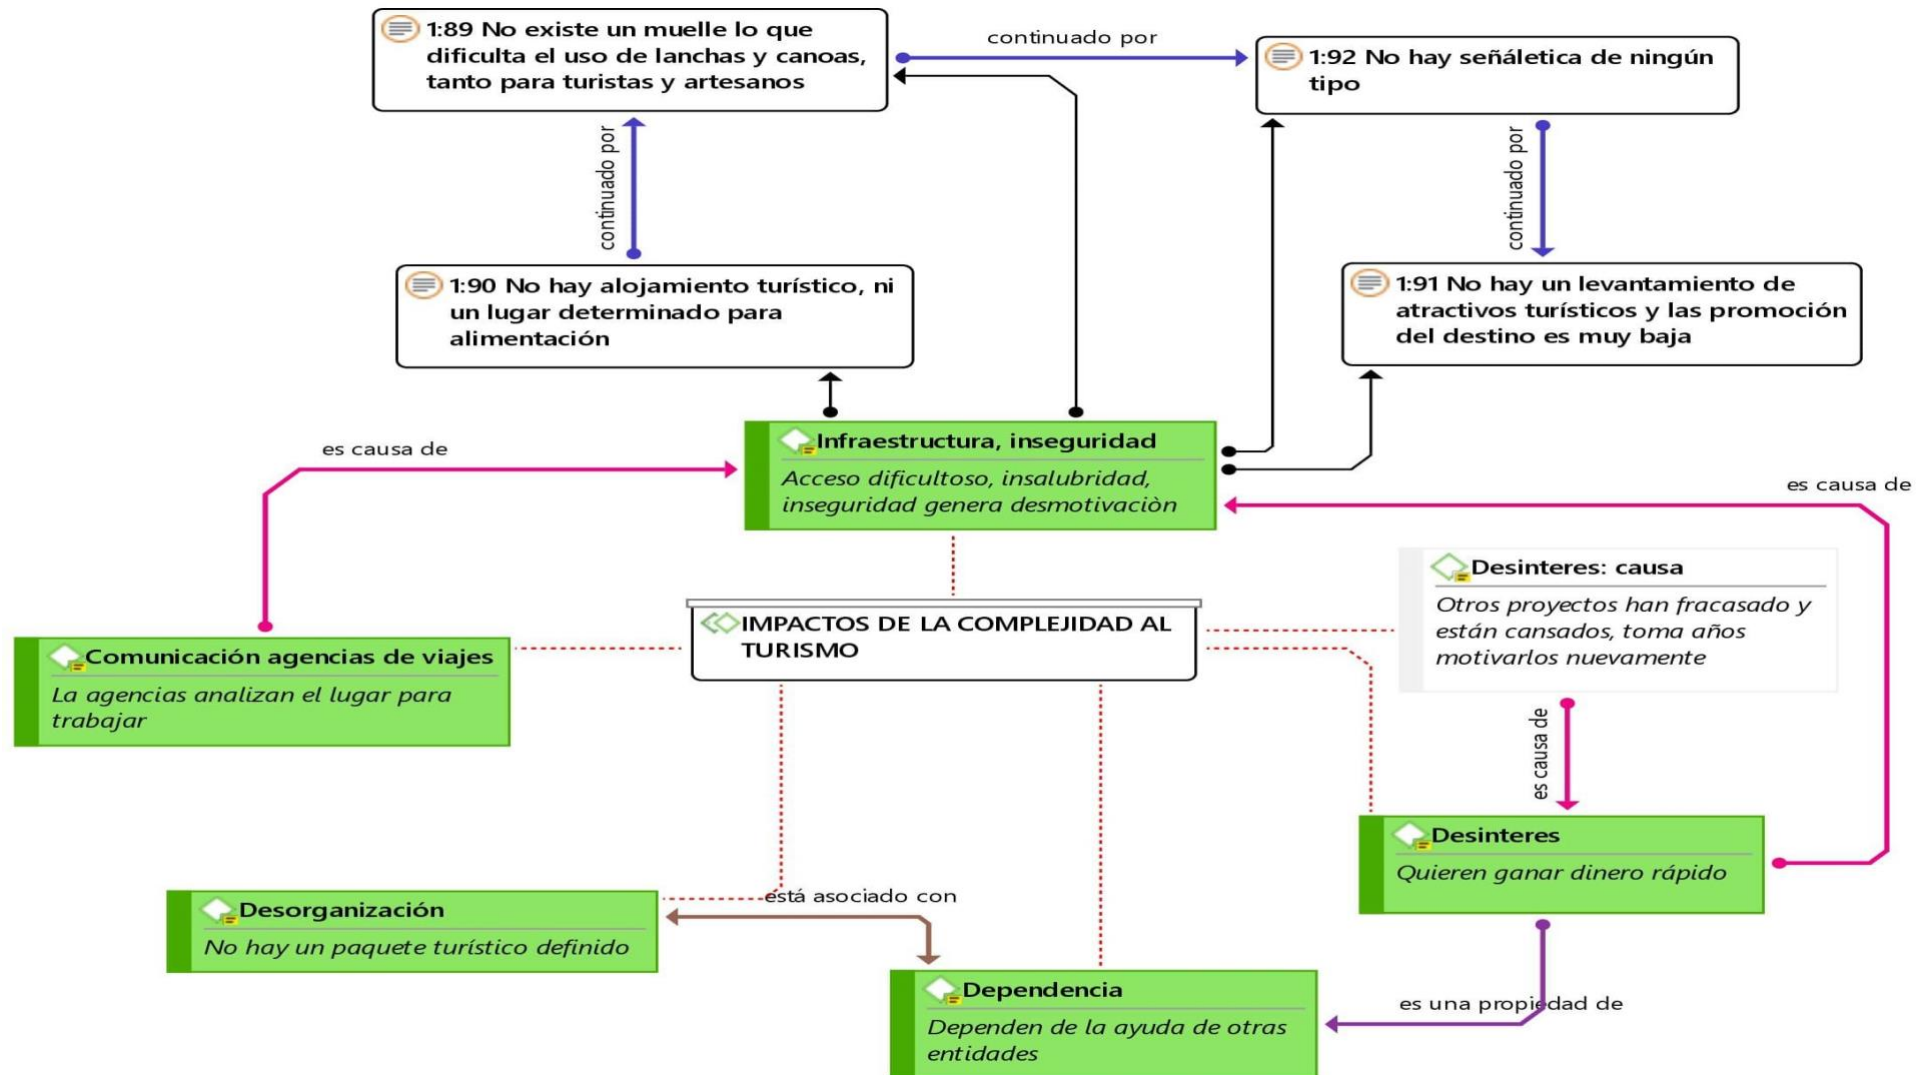 1:89 No existe un muelle lo que
dificulta el uso de lanchas y canoas,
tanto para turistas y artesanos
continuado por
1:92 No hay señáletica de ningún
tipo
continuado por
continuado por
1:90 No hay alojamiento turístico, ni
un lugar determinado para
alimentación
1:91 No hay un levantamiento de
atractivos turísticos y las promoción
del destino es muy baja
es causa de
Infraestructura, inseguridad
Acceso dificultoso, insalubridad,
inseguridad genera desmotivaciòn
es causa de
Desinteres: causa
Otros proyectos han fracasado y
están cansados, toma años
motivarlos nuevamente
IMPACTOS DE LA COMPLEJIDAD AL
TURISMO
Comunicación agencias de viajes
La agencias analizan el lugar para
trabajar
es causa de
Desinteres
Quieren ganar dinero rápido
Desorganización
No hay un paquete turístico definido
está asociado con
Dependencia
Dependen de la ayuda de otras
entidades
es una propiedad de